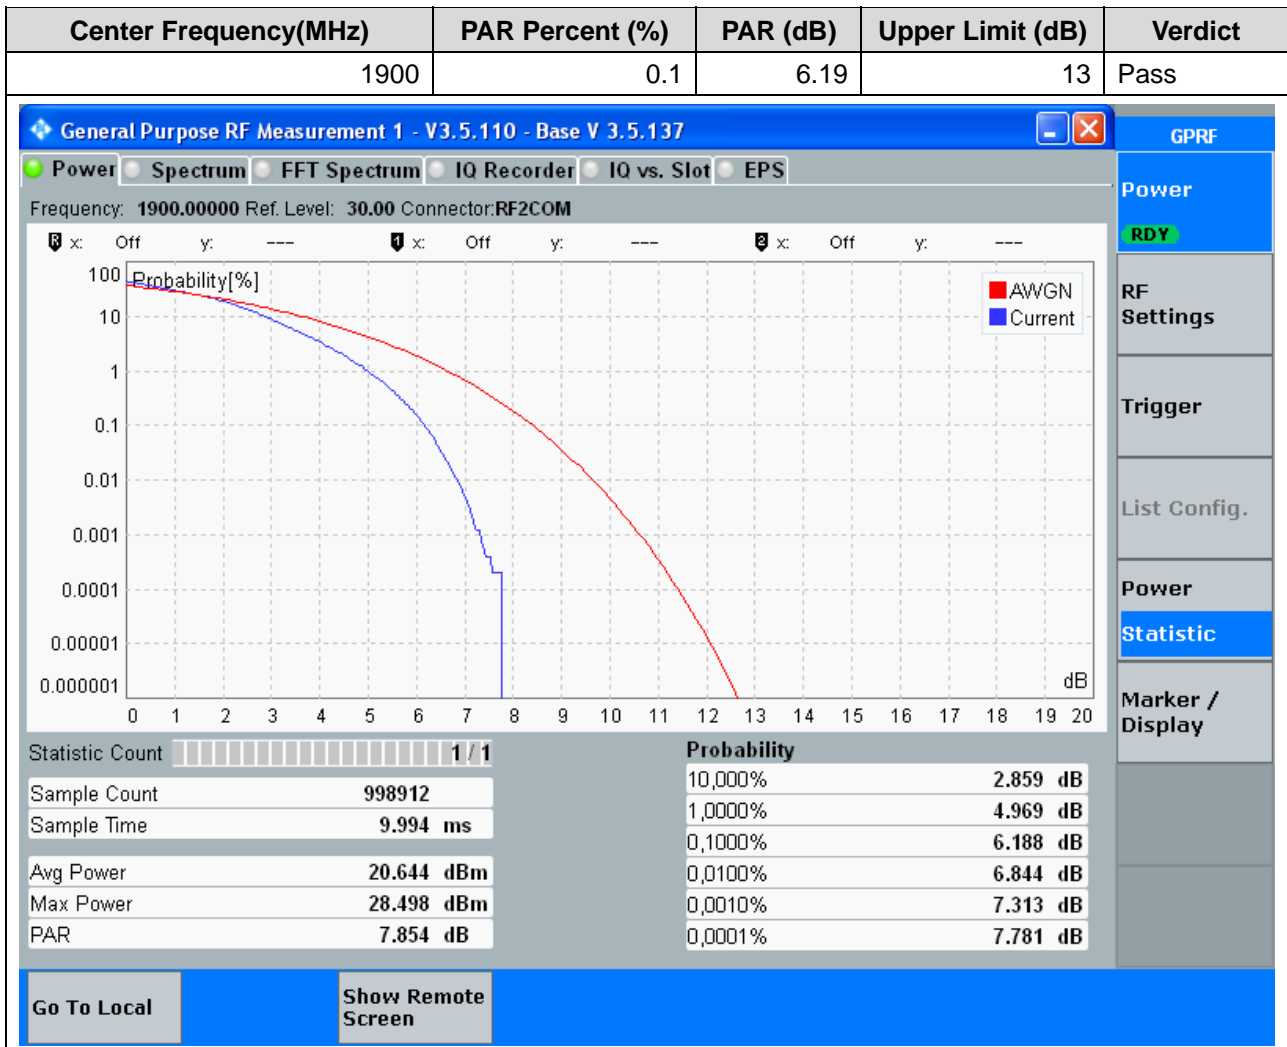 Center Frequency(MHz) PAR Percent (%) PAR (dB) Upper Limit (dB) Verdict
1900 0.1 6.19 13 Pass
General Purpose RF Measurement 1 - V3.5.110 - Base V 3.5.137
GPRF
Power Spectrum FFT Spectrum IQ Recorder IQ vs. Slot EPS
Power
RDY
Frequency: 1900.00000 Ref. Level: 30.00 Connector:RF2COM
R x: Off y: --- 1 x: Off y: --- 2 x: Off y: ---
100 Probability[%]
AWGN
Current
10
1
0.1
0.01
0.001
0.0001
0.00001
0.000001
dB
0 1 2 3 4 5 6 7 8 9 10 11 12 13 14 15 16 17 18 19 20
RF
Settings
Trigger
List Config.
Power
Statistic
Marker /
Display
Statistic Count 1 / 1
Sample Count 998912
Sample Time 9.994 ms
Avg Power 20.644 dBm
Max Power 28.498 dBm
PAR 7.854 dB
Probability
10,000% 2.859 dB
1,0000% 4.969 dB
0,1000% 6.188 dB
0,0100% 6.844 dB
0,0010% 7.313 dB
0,0001% 7.781 dB
Go To Local
Show Remote
Screen